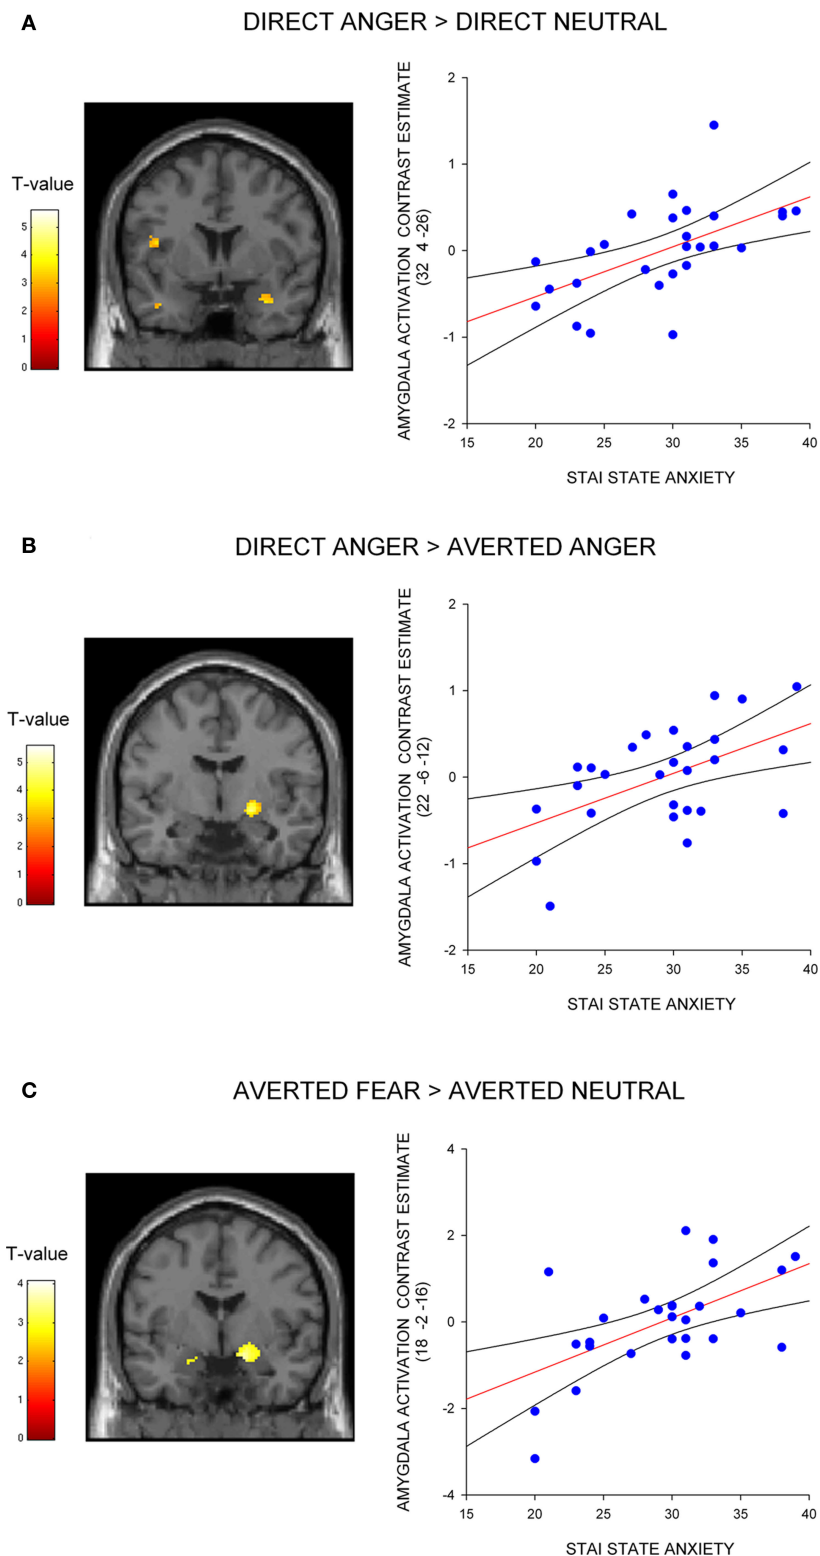 A
DIRECT ANGER > DIRECT NEUTRAL
T-value
5
4
3
2
1
0
AMYGDALA ACTIVATION CONTRAST ESTIMATE
(32 4 -26)
2
1
0
-1
-2
15 20 25 30 35 40
STAI STATE ANXIETY
B
DIRECT ANGER > AVERTED ANGER
T-value
5
4
3
2
1
0
AMYGDALA ACTIVATION CONTRAST ESTIMATE
(22 -6 -12)
2
1
0
-1
-2
15 20 25 30 35 40
STAI STATE ANXIETY
C
AVERTED FEAR > AVERTED NEUTRAL
T-value
4
3
2
1
0
AMYGDALA ACTIVATION CONTRAST ESTIMATE
(18 -2 -16)
4
2
0
-2
-4
15 20 25 30 35 40
STAI STATE ANXIETY